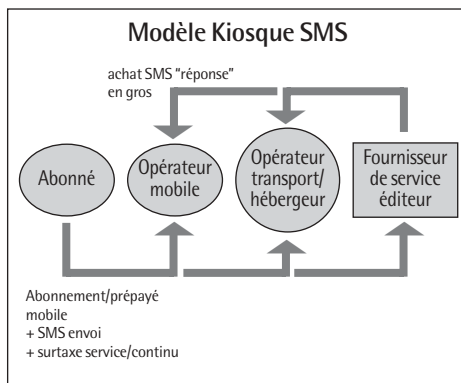 Modèle Kiosque SMS
achat SMS “réponse”
en gros
Abonné
Opérateur
mobile
Opérateur
transport/
hébergeur
Fournisseur
de service
éditeur
Abonnement/prépayé
mobile
+ SMS envoi
+ surtaxe service/continu